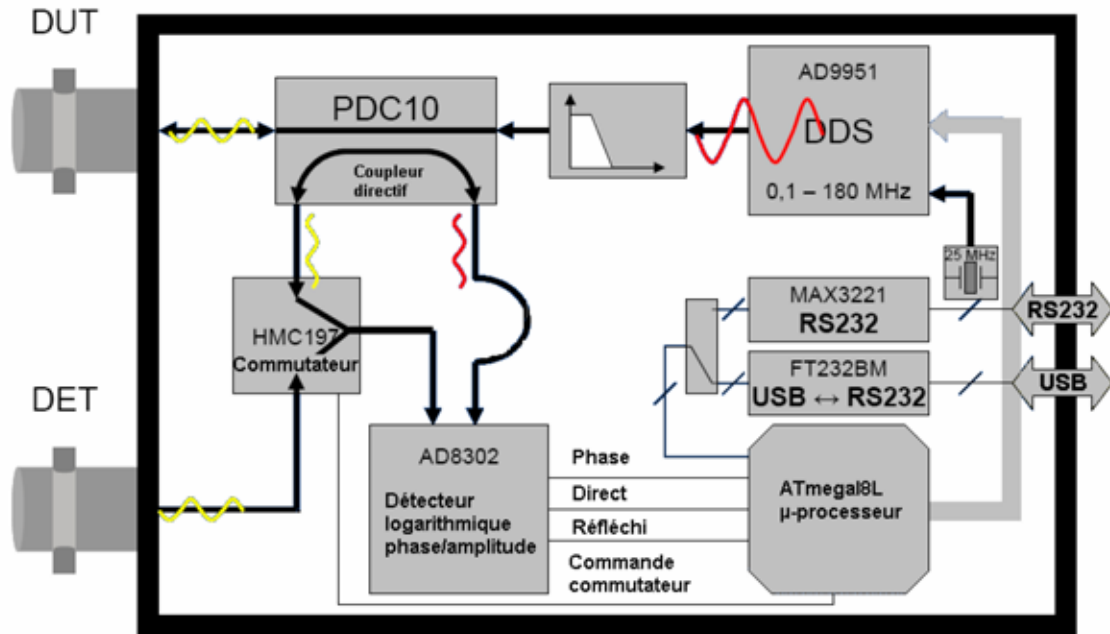 DUT
PDC10
Coupleur
directif
AD9951
DDS
0,1 – 180 MHz
25 MHz
HMC197
Commutateur
MAX3221
RS232
RS232
FT232BM
USB ↔ RS232
USB
DET
AD8302
Détecteur
logarithmique
phase/amplitude
Phase
Direct
Réfléchi
Commande
commutateur
ATmegal8L
µ-processeur